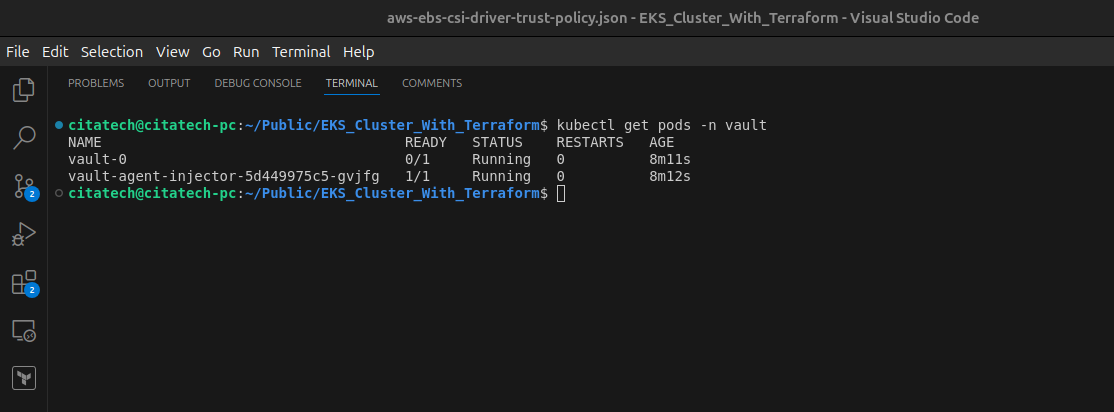 aws-ebs-csi-driver-trust-policy.json - EKS_Cluster_With_Terraform - Visual Studio Code
File Edit Selection View Go Run Terminal Help
PROBLEMS OUTPUT DEBUG CONSOLE TERMINAL COMMENTS
citatech@citatech-pc:~/Public/EKS_Cluster_With_Terraform$ kubectl get pods -n vault
NAME READY STATUS RESTARTS AGE
vault-0 0/1 Running 0 8m11s
vault-agent-injector-5d449975c5-gvjfg 1/1 Running 0 8m12s
citatech@citatech-pc:~/Public/EKS_Cluster_With_Terraform$
2
2